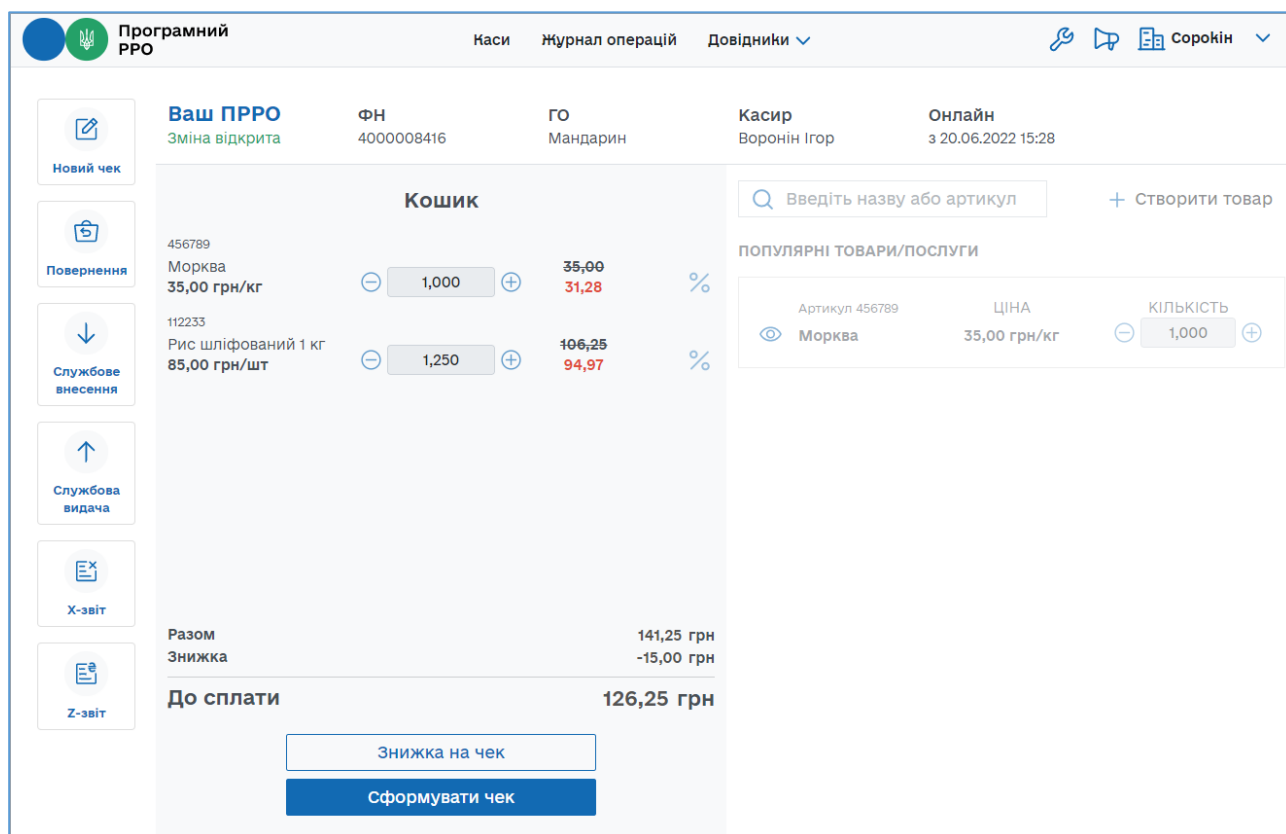 Програмний
РРО
Каси
Журнал операцій
Довідники
Сорокін
Новий чек
Повернення
Службове
внесення
Службова
видача
Х-звіт
Z-звіт
Ваш ПРРО
Зміна відкрита
ФН
4000008416
ГО
Мандарин
Касир
Воронін Ігор
Онлайн
з 20.06.2022 15:28
Кошик
456789
Морква
35,00 грн/кг
1,000
35,00
31,28
%
112233
Рис шліфований 1 кг
85,00 грн/шт
1,250
106,25
94,97
%
Разом
141,25 грн
Знижка
-15,00 грн
До сплати
126,25 грн
Знижка на чек
Сформувати чек
Введіть назву або артикул
+ Створити товар
ПОПУЛЯРНІ ТОВАРИ/ПОСЛУГИ
Артикул 456789
Морква
ЦІНА
35,00 грн/кг
КІЛЬКІСТЬ
1,000